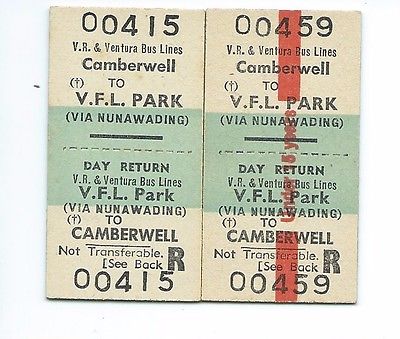 00415
V.R. & Ventura Bus Lines
Camberwell
(†) TO
V.F.L. PARK
(VIA NUNAWADING)
DAY RETURN
V.R. & Ventura Bus Lines
V.F.L. Park
(VIA NUNAWADING)
(†) TO
CAMBERWELL
Not Transferable.
[See Back R
00415
00459
V.R. & Ventura Bus Lines
Camberwell
(†) TO
V.F.L. PARK
(VIA NUNAWADING)
DAY RETURN
V.R. & Ventura Bus Lines
V.F.L. Park
(VIA NUNAWADING)
(†) TO
CAMBERWELL
Not Transferable.
[See Back R
00459
15 years